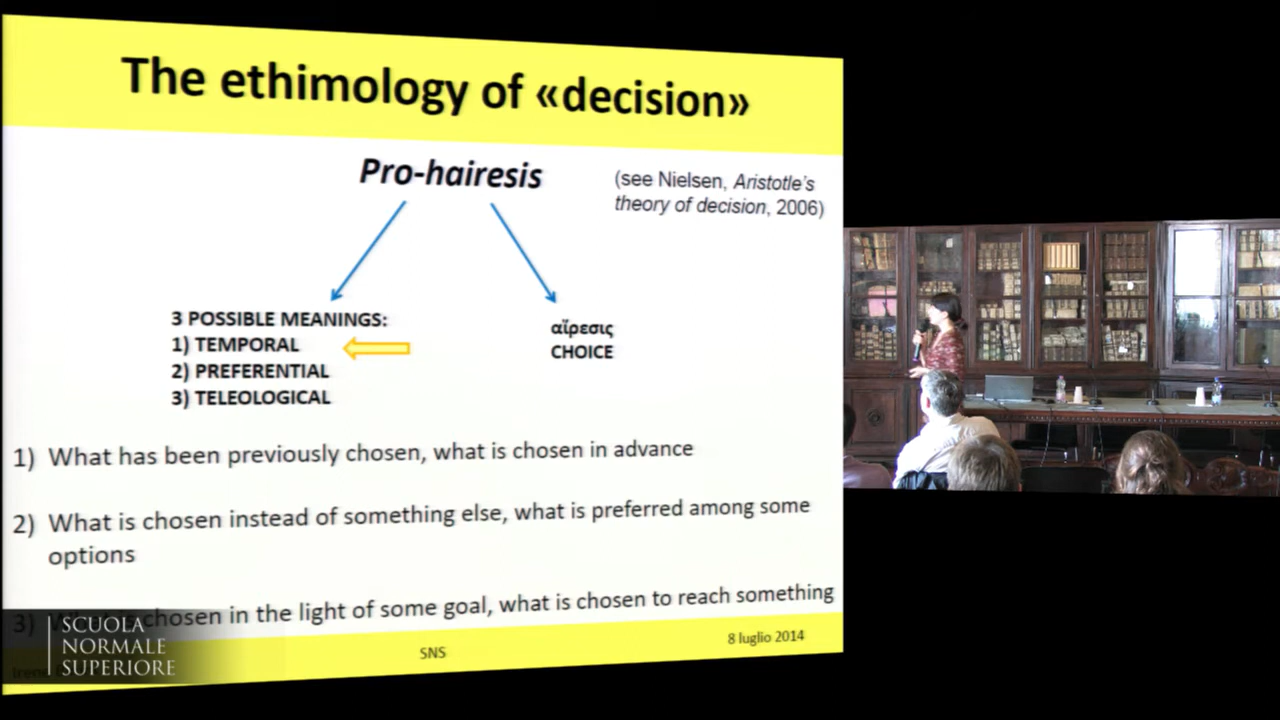 The ethimology of «decision»
Pro-hairesis
(see Nielsen, Aristotle's
theory of decision, 2006)
3 POSSIBLE MEANINGS:
1) TEMPORAL
2) PREFERENTIAL
3) TELEOLOGICAL
αἵρεσις
CHOICE
1) What has been previously chosen, what is chosen in advance
2) What is chosen instead of something else, what is preferred among some
options
3) What is chosen in the light of some goal, what is chosen to reach something
SCUOLA
NORMALE
SUPERIORE
SNS
8 luglio 2014